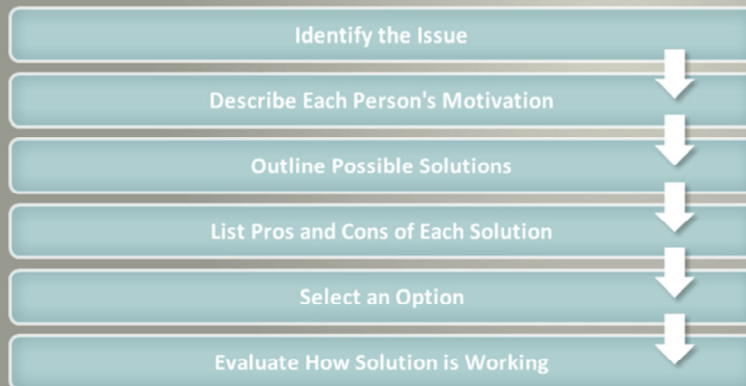 Identify the Issue
Describe Each Person's Motivation
Outline Possible Solutions
List Pros and Cons of Each Solution
Select an Option
Evaluate How Solution is Working